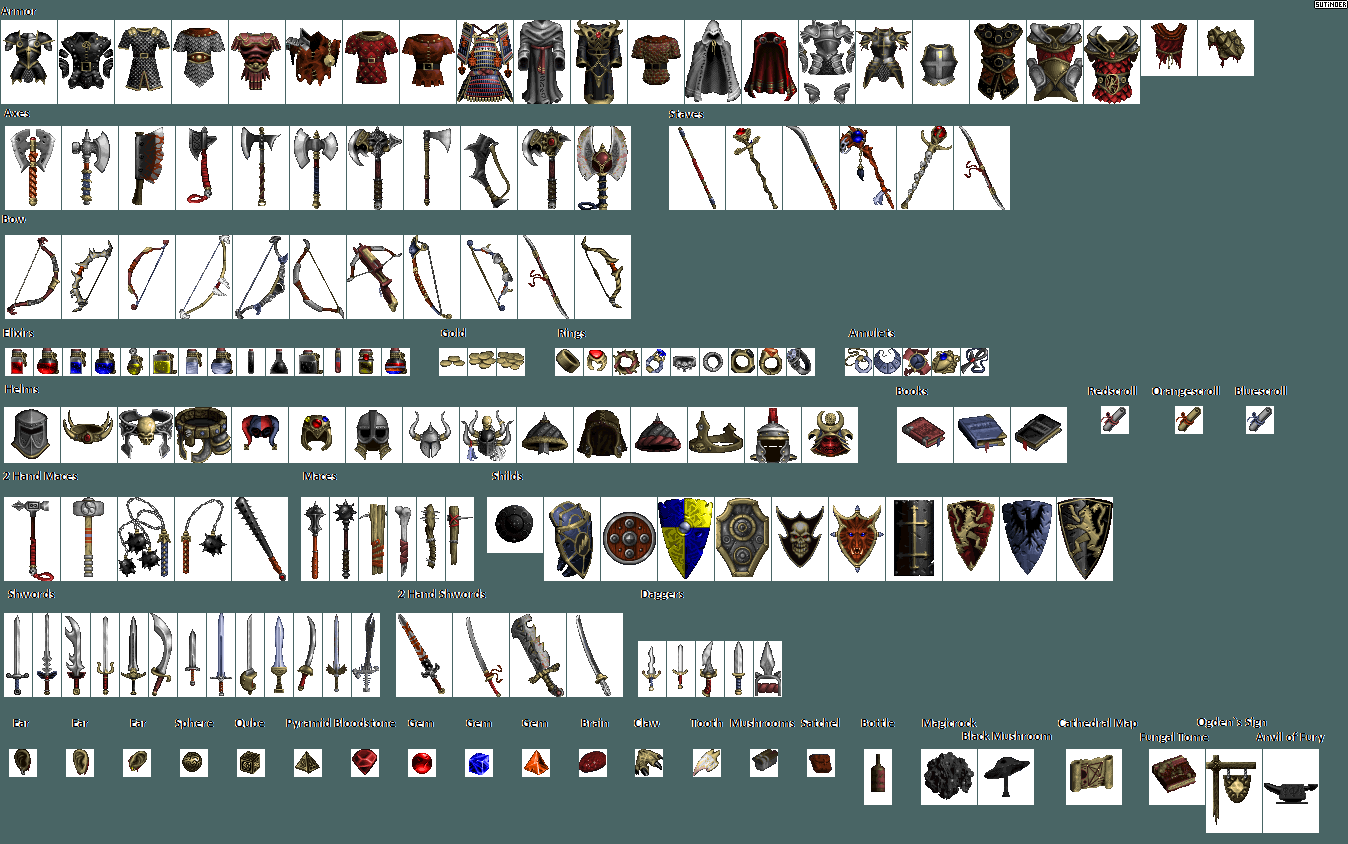 SUTINDER
Armor
Axes
Staves
Bow
Elixirs
Gold
Rings
Amulets
Helms
Books
Redscroll
Orangescroll
Bluescroll
2 Hand Maces
Maces
Shilds
Shwords
2 Hand Shwords
Daggers
Ear
Ear
Ear
Sphere
Qube
Pyramid
Bloodstone
Gem
Gem
Gem
Brain
Claw
Tooth
Mushrooms
Satchel
Bottle
Magicrock
Black Mushroom
Cathedral Map
Fungal Tome
Ogden`s Sign
Anvil of Fury